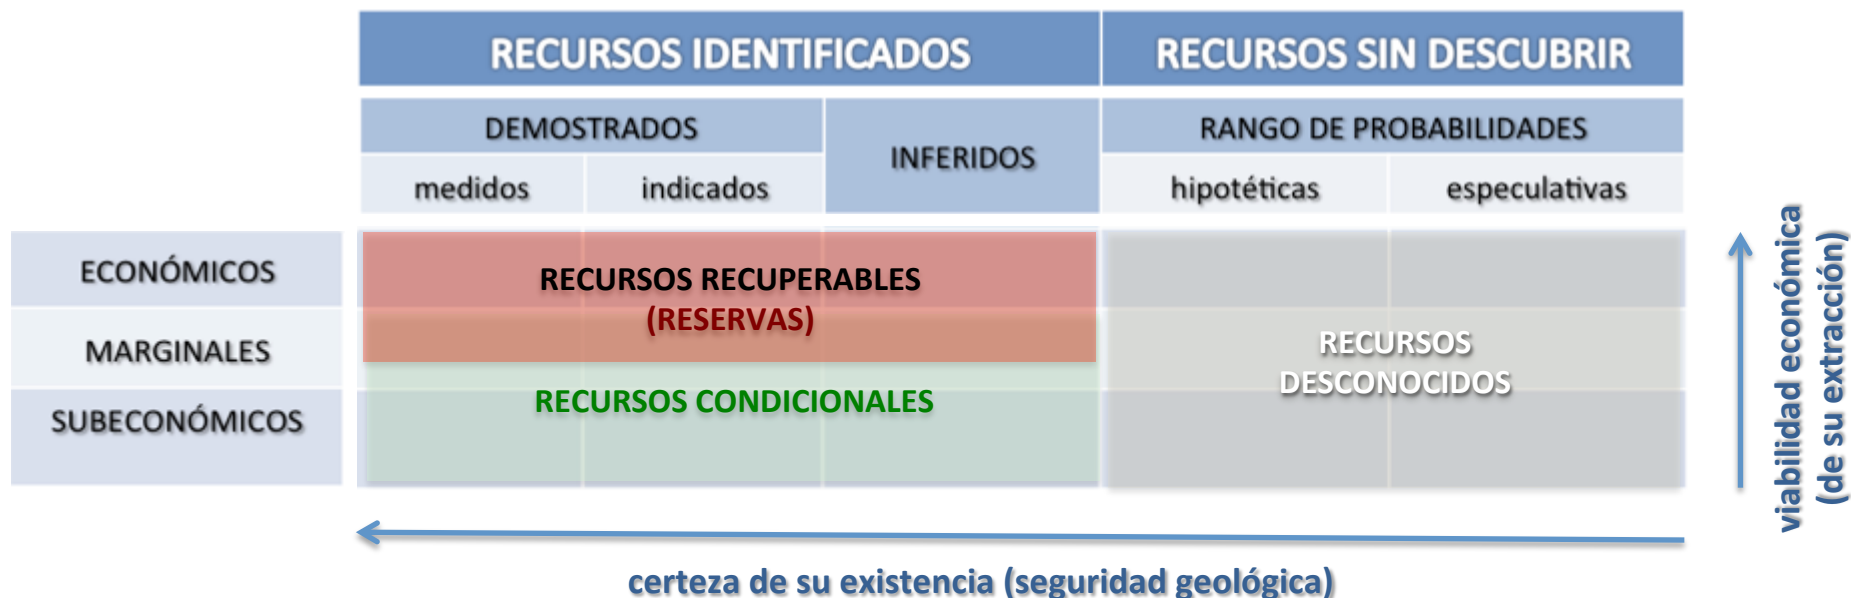 RECURSOS IDENTIFICADOS
RECURSOS SIN DESCUBRIR
DEMOSTRADOS
INFERIDOS
RANGO DE PROBABILIDADES
medidos
indicados
hipotéticas
especulativas
ECONÓMICOS
MARGINALES
SUBECONÓMICOS
RECURSOS RECUPERABLES
(RESERVAS)
RECURSOS CONDICIONALES
RECURSOS
DESCONOCIDOS
viabilidad económica
(de su extracción)
certeza de su existencia (seguridad geológica)